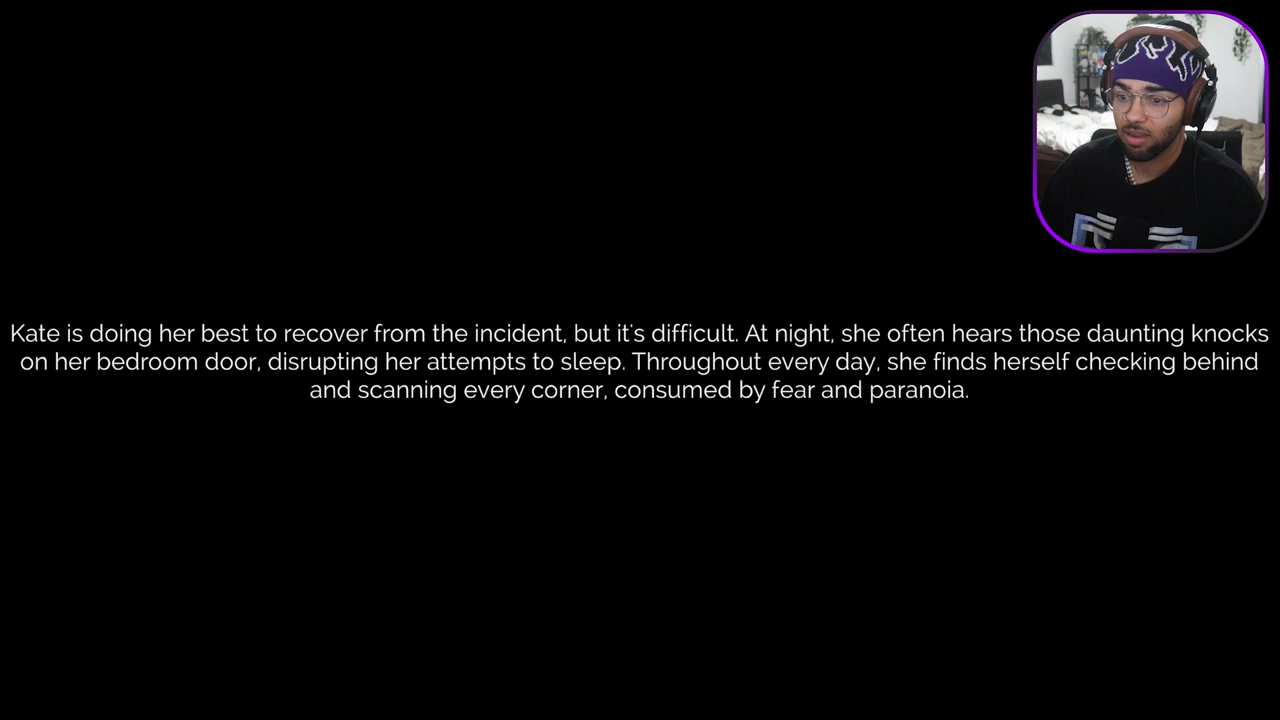 Kate is doing her best to recover from the incident, but it's difficult. At night, she often hears those daunting knocks
on her bedroom door, disrupting her attempts to sleep. Throughout every day, she finds herself checking behind
and scanning every corner, consumed by fear and paranoia.